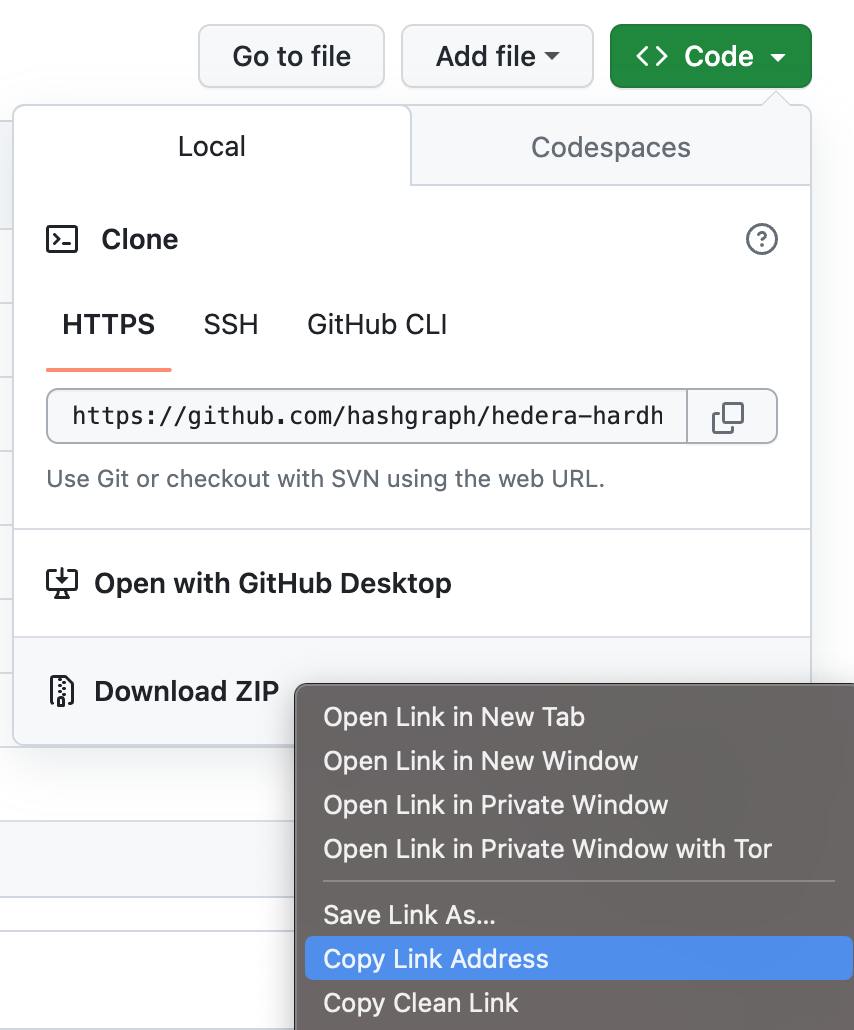 Go to file
Add file
Code
Local
Codespaces
Clone
HTTPS
SSH
GitHub CLI
https://github.com/hashgraph/hedera-hardh
Use Git or checkout with SVN using the web URL.
Open with GitHub Desktop
Download ZIP
Open Link in New Tab
Open Link in New Window
Open Link in Private Window
Open Link in Private Window with Tor
Save Link As...
Copy Link Address
Copy Clean Link